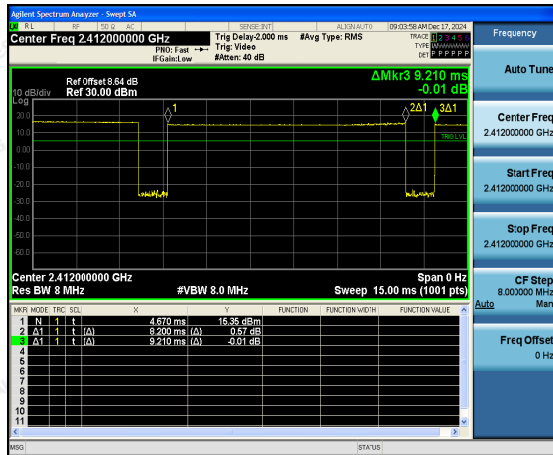 Agilent Spectrum Analyzer - Swept SA
RL RF 50 Ω AC SENSE:INT ALIGN AUTO 09:03:58 AM Dec 17, 2024
Center Freq 2.412000000 GHz
PNO: Fast
IFGain:Low
Trig Delay-2.000 ms
Trig: Video
#Atten: 40 dB
#Avg Type: RMS
TRACE 1 2 3 4 5 6
TYPE WWWWWW
DET P P P P P P
Frequency
Auto Tune
Center Freq
2.412000000 GHz
Start Freq
2.412000000 GHz
Stop Freq
2.412000000 GHz
CF Step
8.000000 MHz
Auto Man
Freq Offset
0 Hz
ΔMkr3 9.210 ms
-0.01 dB
Ref Offset 8.64 dB
10 dB/div Ref 30.00 dBm
Log
20.0
10.0
0.00
-10.0
-20.0
-30.0
-40.0
-50.0
-60.0
1
2Δ1
3Δ1
TRIG LVL
Center 2.412000000 GHz Span 0 Hz
Res BW 8 MHz #VBW 8.0 MHz Sweep 15.00 ms (1001 pts)
MKR MODE TRC SCL X Y FUNCTION FUNCTION WIDTH FUNCTION VALUE
1 N 1 t 4.670 ms 15.35 dBm
2 Δ1 1 t (Δ) 8.200 ms (Δ) 0.57 dB
3 Δ1 1 t (Δ) 9.210 ms (Δ) -0.01 dB
4
5
6
7
8
9
10
11
MSG STATUS